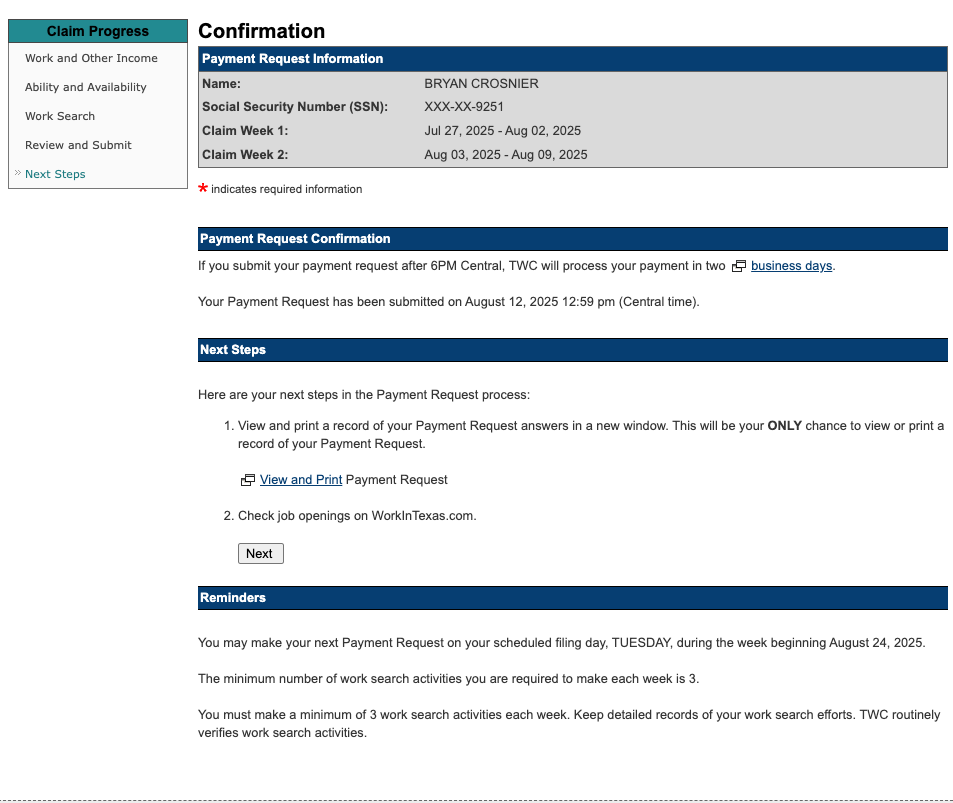 Claim Progress
Work and Other Income
Ability and Availability
Work Search
Review and Submit
» Next Steps
Confirmation
Payment Request Information
Name: BRYAN CROSNIER
Social Security Number (SSN): XXX-XX-9251
Claim Week 1: Jul 27, 2025 - Aug 02, 2025
Claim Week 2: Aug 03, 2025 - Aug 09, 2025
* indicates required information
Payment Request Confirmation
If you submit your payment request after 6PM Central, TWC will process your payment in two business days.
Your Payment Request has been submitted on August 12, 2025 12:59 pm (Central time).
Next Steps
Here are your next steps in the Payment Request process:
1. View and print a record of your Payment Request answers in a new window. This will be your ONLY chance to view or print a
record of your Payment Request.
View and Print Payment Request
2. Check job openings on WorkInTexas.com.
Next
Reminders
You may make your next Payment Request on your scheduled filing day, TUESDAY, during the week beginning August 24, 2025.
The minimum number of work search activities you are required to make each week is 3.
You must make a minimum of 3 work search activities each week. Keep detailed records of your work search efforts. TWC routinely
verifies work search activities.